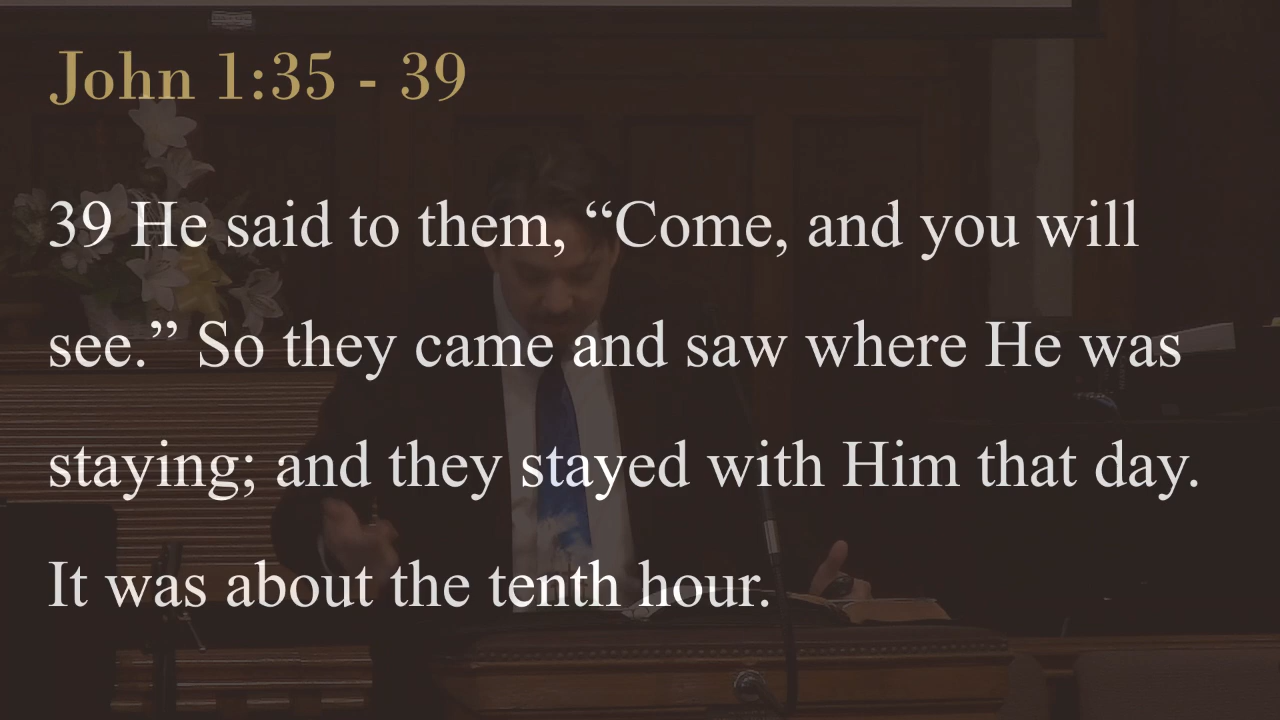 John 1:35 - 39
39 He said to them, “Come, and you will
see.” So they came and saw where He was
staying; and they stayed with Him that day.
It was about the tenth hour.